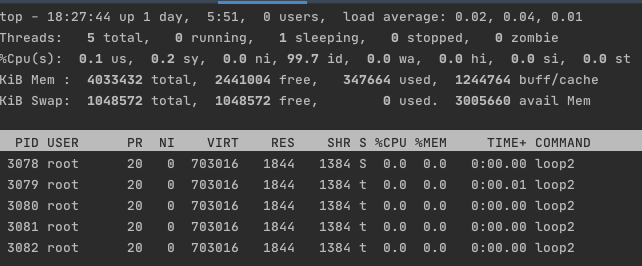 top - 18:27:44 up 1 day,  5:51,  0 users,  load average: 0.02, 0.04, 0.01
Threads:   5 total,   0 running,   1 sleeping,   0 stopped,   0 zombie
%Cpu(s):  0.1 us,  0.2 sy,  0.0 ni, 99.7 id,  0.0 wa,  0.0 hi,  0.0 si,  0.0 st
KiB Mem :  4033432 total,  2441004 free,   347664 used,  1244764 buff/cache
KiB Swap:  1048572 total,  1048572 free,        0 used.  3005660 avail Mem
  PID USER      PR  NI    VIRT    RES    SHR S %CPU %MEM     TIME+ COMMAND
 3078 root      20   0  703016   1844   1384 S  0.0  0.0   0:00.00 loop2
 3079 root      20   0  703016   1844   1384 t  0.0  0.0   0:00.01 loop2
 3080 root      20   0  703016   1844   1384 t  0.0  0.0   0:00.00 loop2
 3081 root      20   0  703016   1844   1384 t  0.0  0.0   0:00.00 loop2
 3082 root      20   0  703016   1844   1384 t  0.0  0.0   0:00.00 loop2